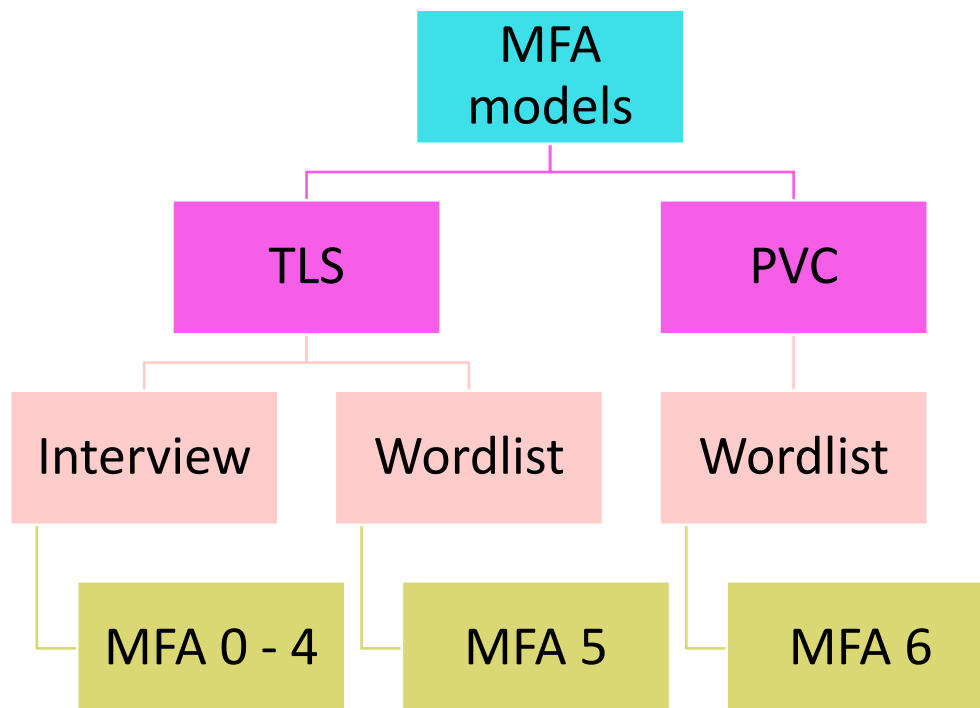 MFA
models
TLS
PVC
Interview
Wordlist
Wordlist
MFA 0 - 4
MFA 5
MFA 6